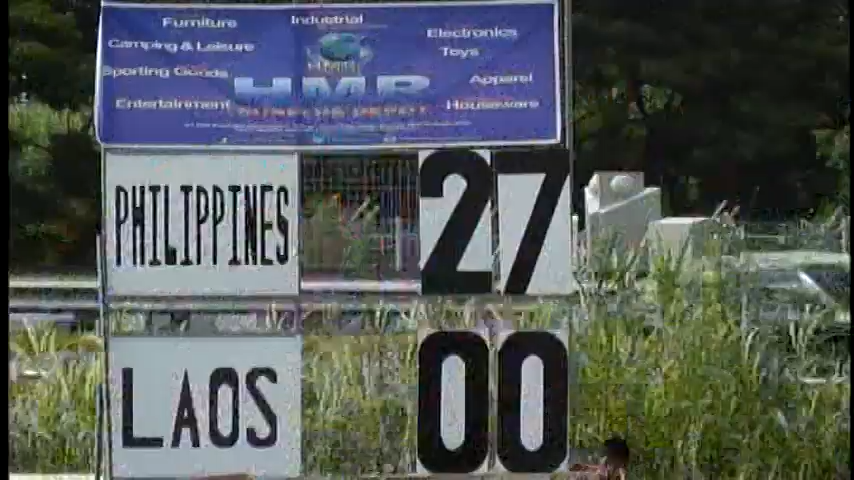 Furniture Industrial Electronics
Camping & Leisure Toys
Sporting Goods HMR Apparel
Entertainment Houseware
PHILIPPINES 27
LAOS 00